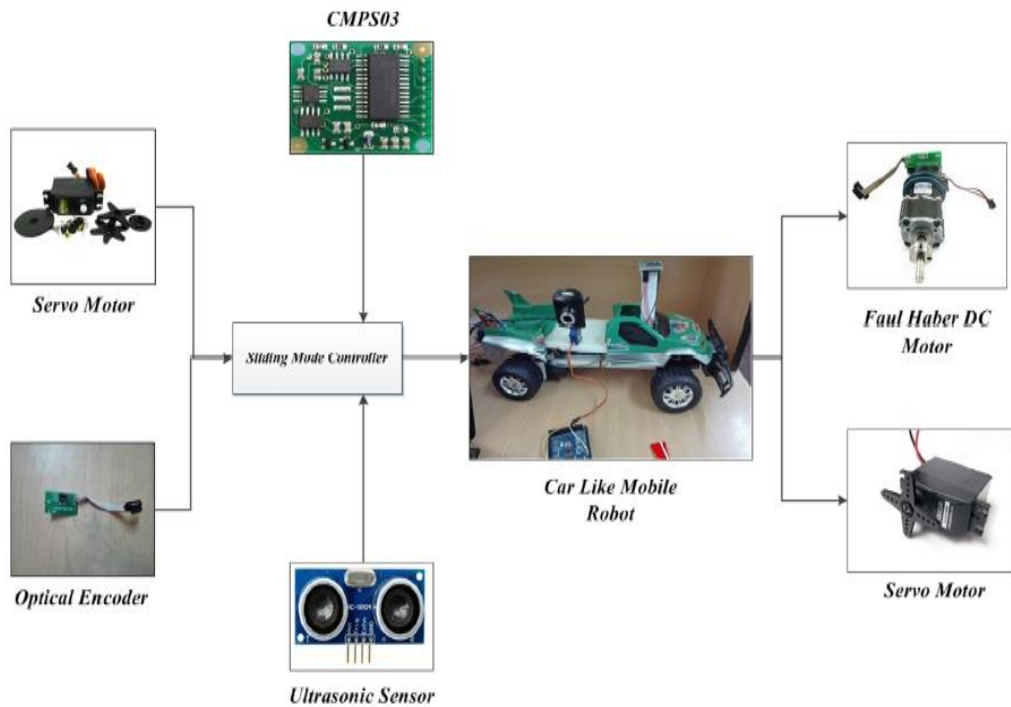 CMPS03
Servo Motor
Faul Haber DC
Motor
Sliding Mode Controller
Car Like Mobile
Robot
Optical Encoder
Servo Motor
Ultrasonic Sensor